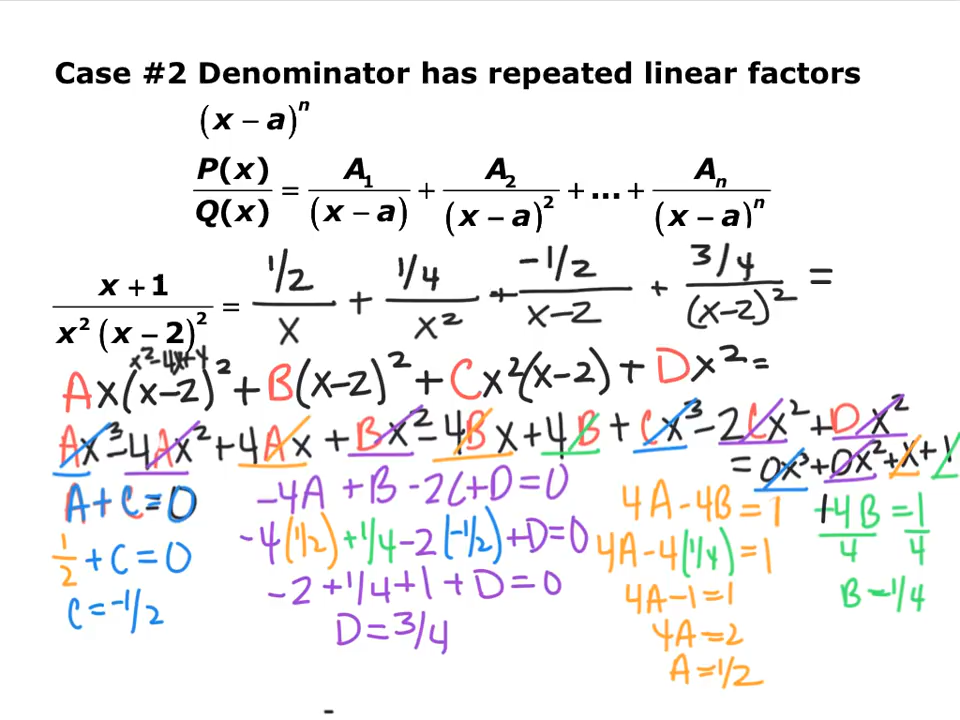 Case #2 Denominator has repeated linear factors
(x − a)^n
P(x)/Q(x) = A₁/(x − a) + A₂/(x − a)² + ... + Aₙ/(x − a)ⁿ
(x + 1)/(x² (x − 2)²) = (1/2)/x + (1/4)/x² + (-1/2)/(x-2) + (3/4)/(x-2)² =
x²-4x+4
Ax(x-2)² + B(x-2)² + Cx²(x-2) + Dx² =
Ax³-4Ax²+4Ax+Bx²-4Bx+4B+Cx³-2Cx²+Dx²
= 0x³+0x²+x+1
A+C=0
1/2 + C = 0
C = -1/2
-4A + B - 2C + D = 0
-4(1/2) + 1/4 - 2(-1/2) + D = 0
-2 + 1/4 + 1 + D = 0
D = 3/4
4A - 4B = 1
4A - 4(1/4) = 1
4A - 1 = 1
4A = 2
A = 1/2
+4B/4 = 1/4
B = 1/4